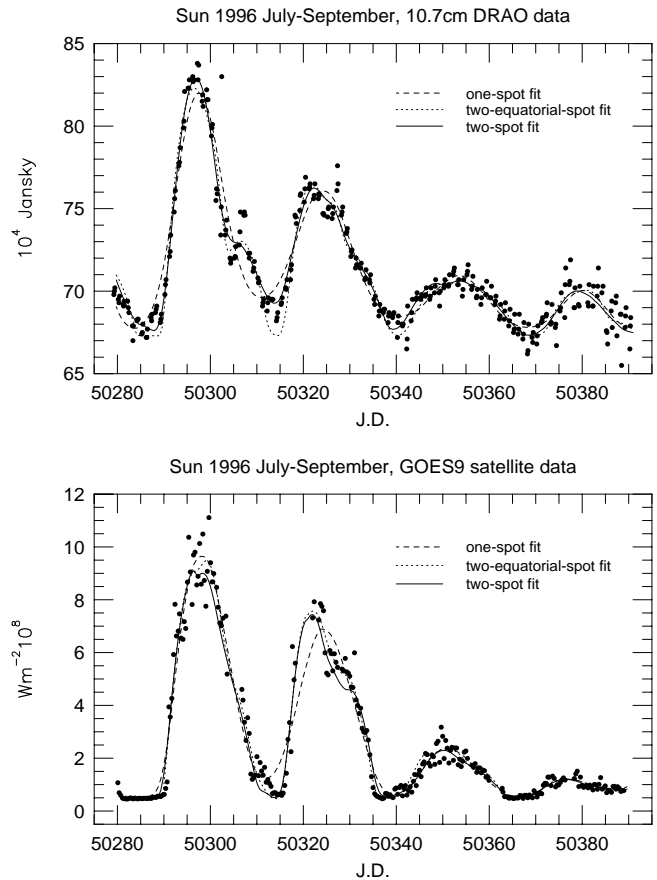 Sun 1996 July-September, 10.7cm DRAO data
85
80
75
70
65
10⁴ Jansky
one-spot fit
two-equatorial-spot fit
two-spot fit
50280 50300 50320 50340 50360 50380
J.D.
Sun 1996 July-September, GOES9 satellite data
12
10
8
6
4
2
0
Wm⁻²10⁸
one-spot fit
two-equatorial-spot fit
two-spot fit
50280 50300 50320 50340 50360 50380
J.D.